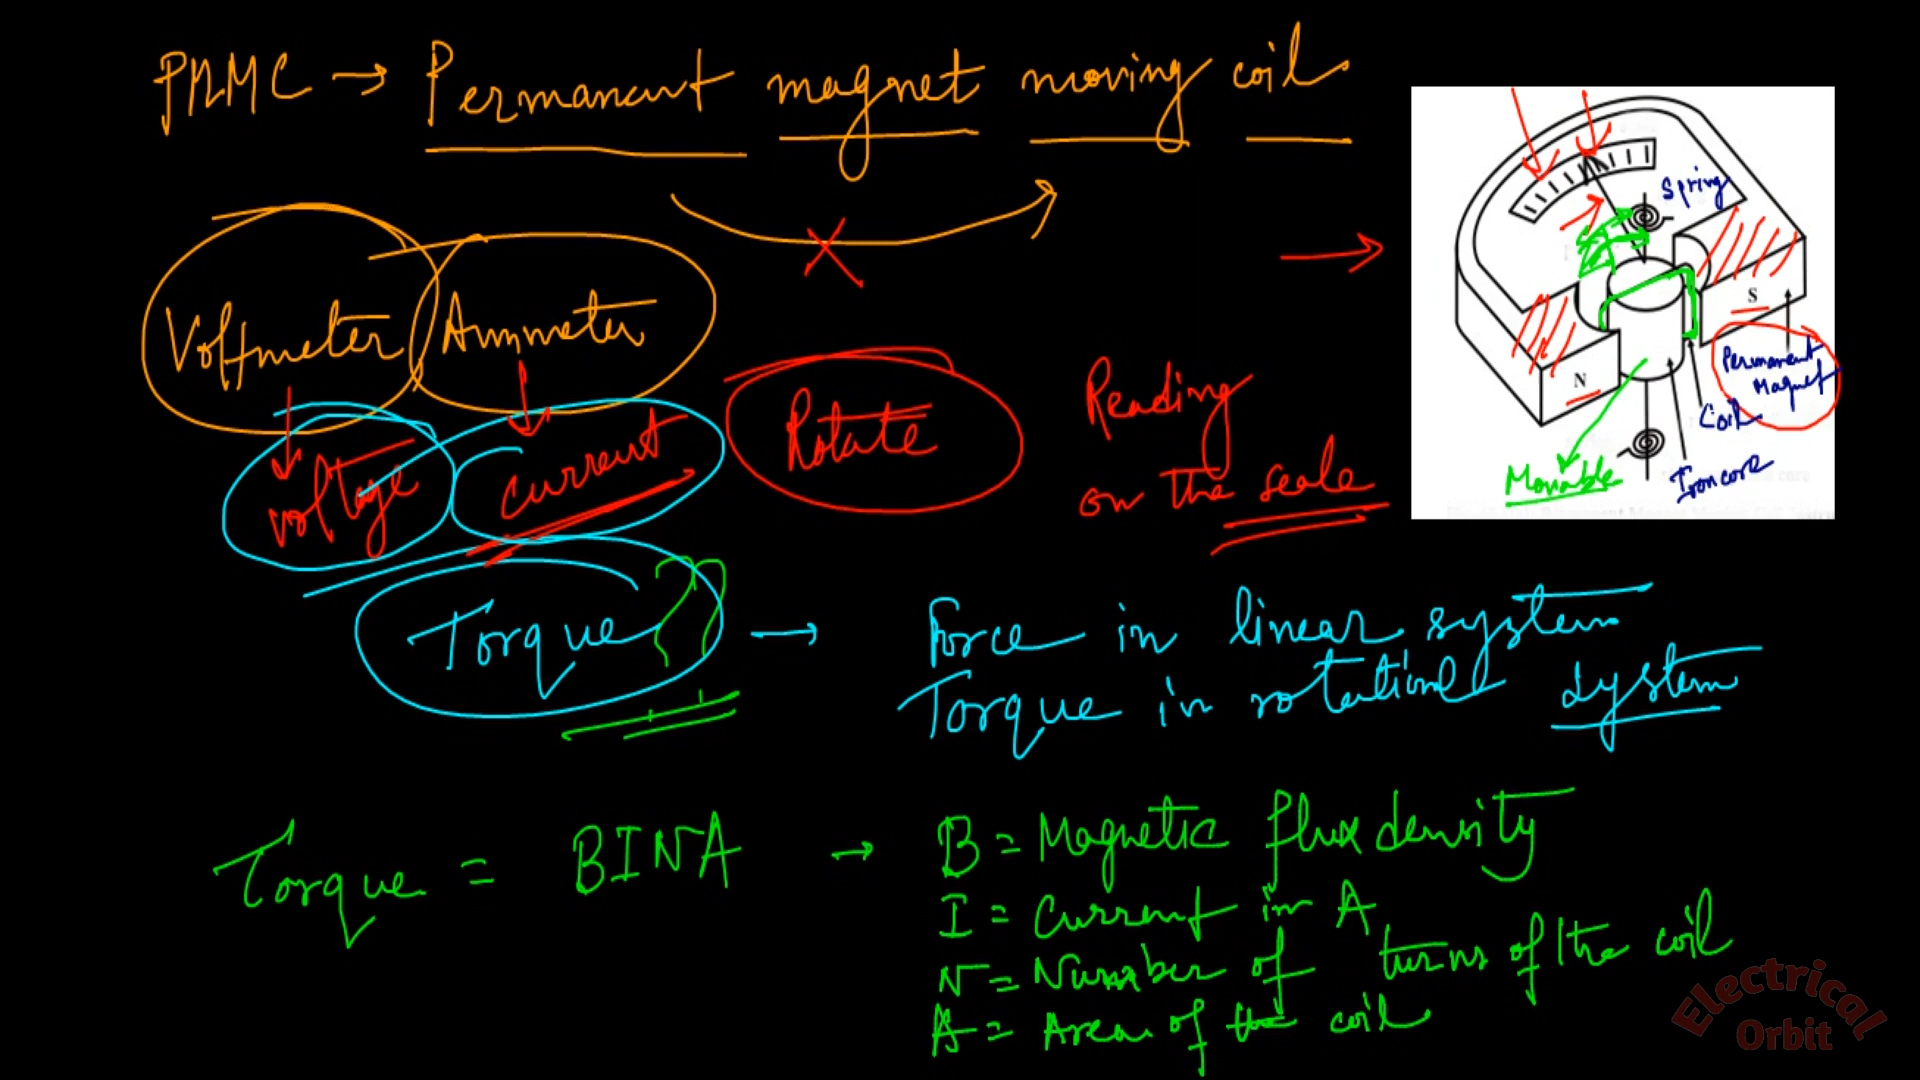 PMMC → Permanent magnet moving coil
Voltmeter Ammeter
voltage current
Rotate
Reading
on the scale
Spring
S
N
Permanent
Magnet
Coil
Iron core
Movable
Torque → Force in linear system
Torque in rotational system
Torque = BINA → B = Magnetic flux density
I = Current in A
N = Number of turns of the coil
A = Area of the coil
Electrical
Orbit